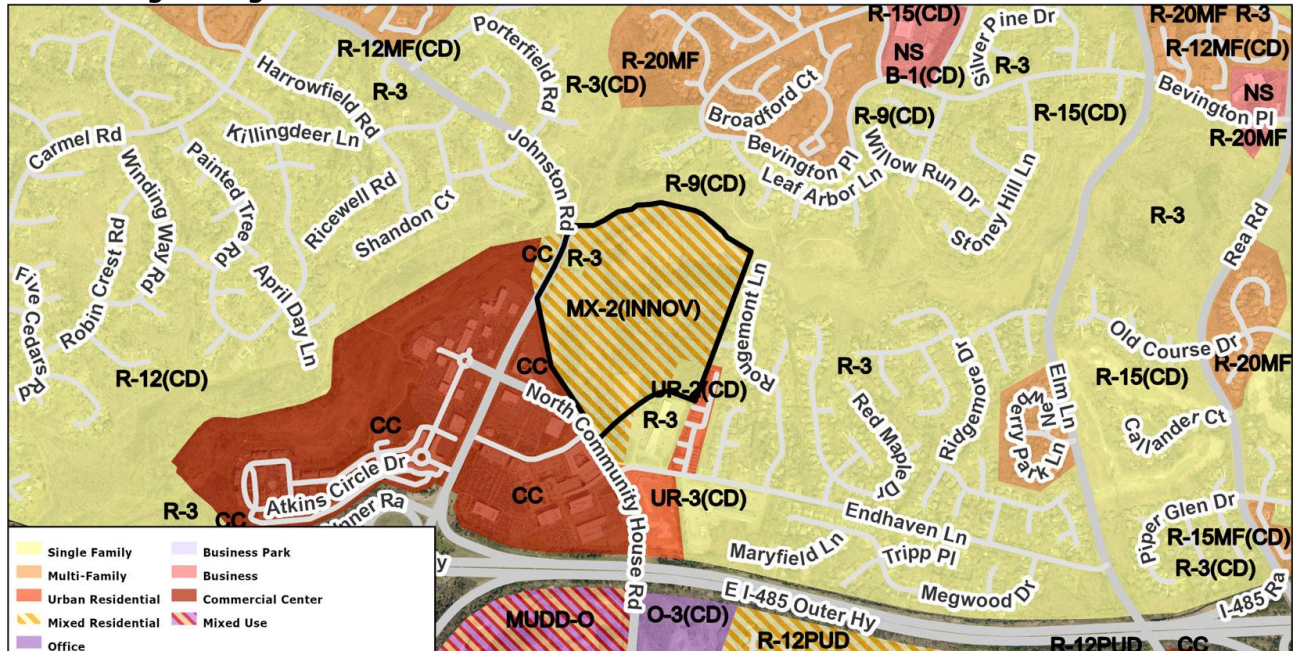 R-15(CD)
R-20MF
R-3
Porterfield Rd
Silver Pine Dr
R-12MF(CD)
R-20MF
NS
R-12MF(CD)
Harrowfield Rd
R-3
R-3(CD)
B-1(CD)
R-3
NS
Broadford Ct
R-9(CD)
R-15(CD)
Bevington Pl
Carmel Rd
Killingdeer Ln
Johnston Rd
R-20MF
Winding Way Rd
Painted Tree Rd
Bevington Pl
Willow Run Dr
Leaf Arbor Ln
R-9(CD)
Stoney Hill Ln
Ricewell Rd
Shandon Cr
R-3
Rea Rd
Robin Crest Rd
CC
R-3
Five Cedars Rd
April Day Ln
Rougemont Ln
MX-2(INNOV)
Old Course Dr
R-12(CD)
CC
R-3
R-15(CD)
R-20MF
UR-2(CD)
Ridgemore Dr
Elm Ln
North Community House Rd
R-3
Red Maple Dr
Newberry Park Ln
Callander Ct
CC
Atkins Circle Dr
CC
UR-3(CD)
R-3
CC
Endhaven Ln
Piper Glen Dr
R-15MF(CD)
Maryfield Ln
Tripp Pl
R-3(CD)
Megwood Dr
I-485 Ra
E I-485 Outer Hy
MUDD-O
O-3(CD)
R-12PUD
R-12PUD
CC
Single Family
Business Park
Multi-Family
Business
Urban Residential
Commercial Center
Mixed Residential
Mixed Use
Office